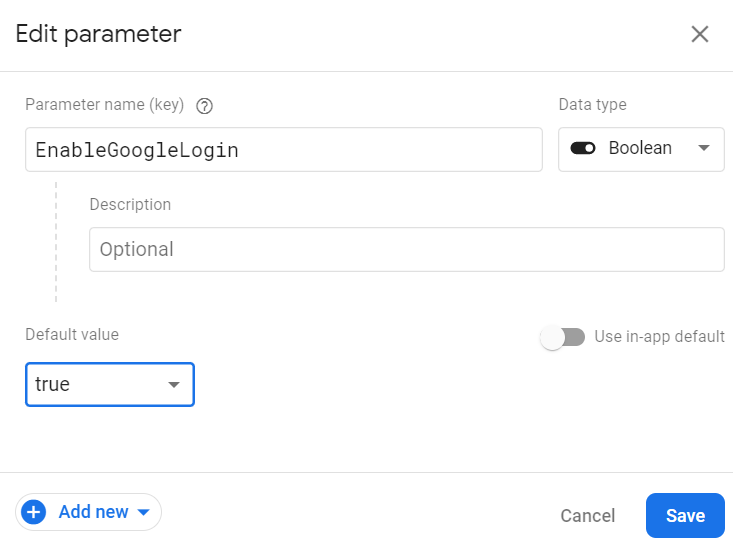 Edit parameter
Parameter name (key)
Data type
EnableGoogleLogin
Boolean
Description
Optional
Default value
Use in-app default
true
Add new
Cancel
Save